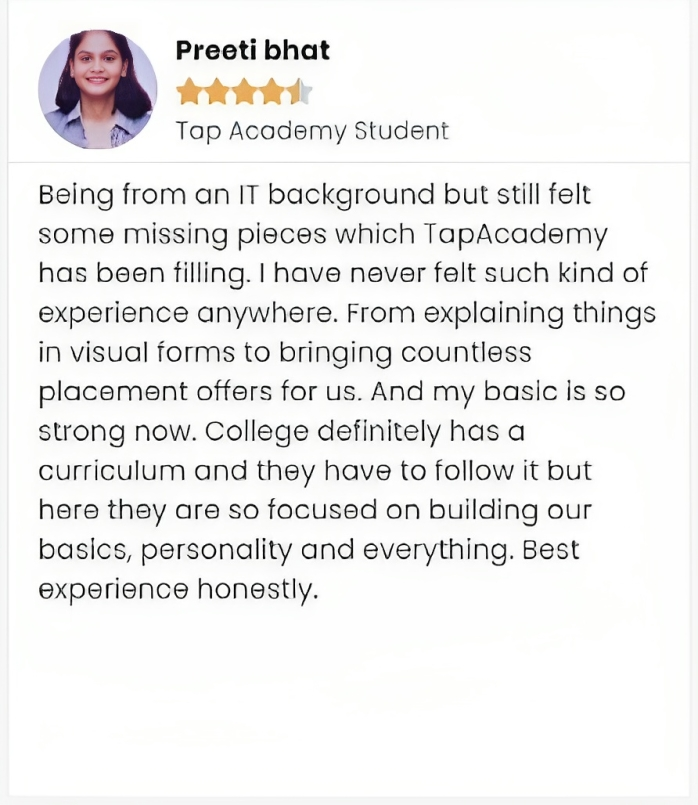 Preeti bhat
Tap Academy Student
Being from an IT background but still felt
some missing pieces which TapAcademy
has been filling. I have never felt such kind of
experience anywhere. From explaining things
in visual forms to bringing countless
placement offers for us. And my basic is so
strong now. College definitely has a
curriculum and they have to follow it but
here they are so focused on building our
basics, personality and everything. Best
experience honestly.